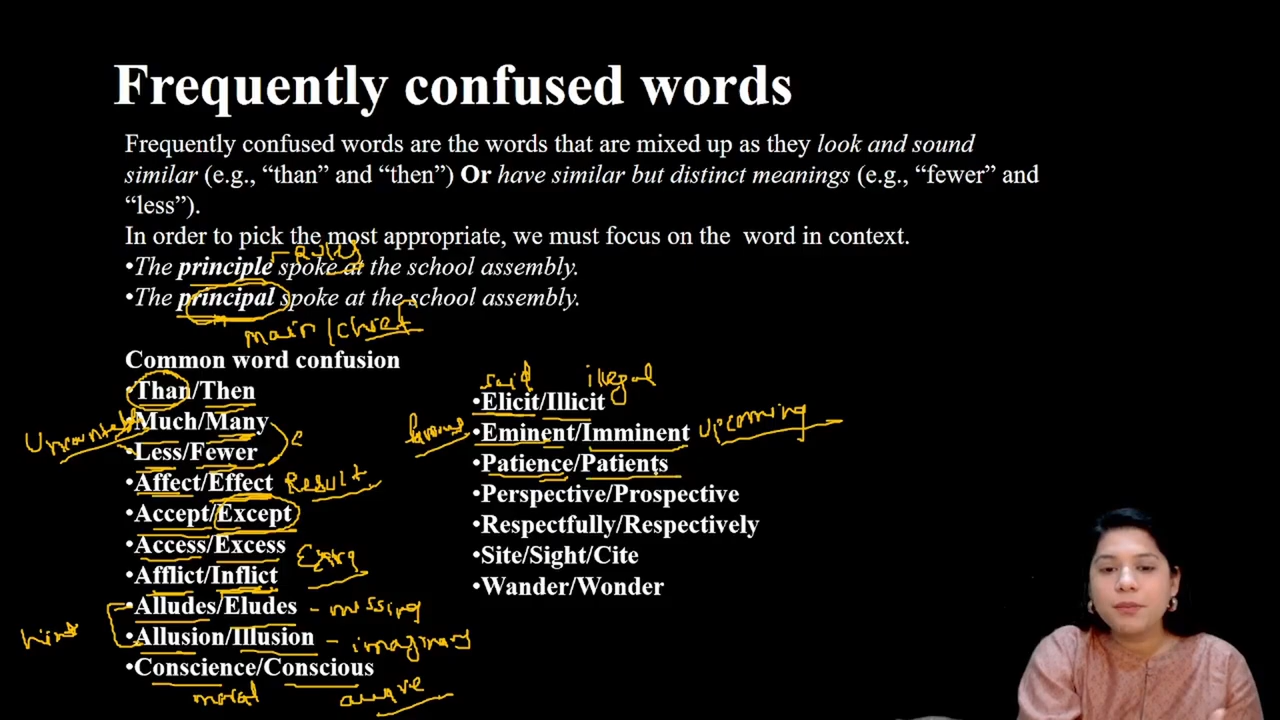 Frequently confused words
Frequently confused words are the words that are mixed up as they look and sound
similar (e.g., “than” and “then”) Or have similar but distinct meanings (e.g., “fewer” and
“less”).
In order to pick the most appropriate, we must focus on the word in context.
•The principle spoke at the school assembly.
•The principal spoke at the school assembly.
main / chief
Common word confusion
•Than/Then
•Much/Many
•Less/Fewer
•Affect/Effect Result
•Accept/Except
•Access/Excess
•Afflict/Inflict
•Alludes/Eludes - missing
hint
•Allusion/Illusion - imaginary
•Conscience/Conscious
moral aware
said illegal
•Elicit/Illicit
•Eminent/Imminent upcoming
•Patience/Patients
•Perspective/Prospective
•Respectfully/Respectively
•Site/Sight/Cite
•Wander/Wonder